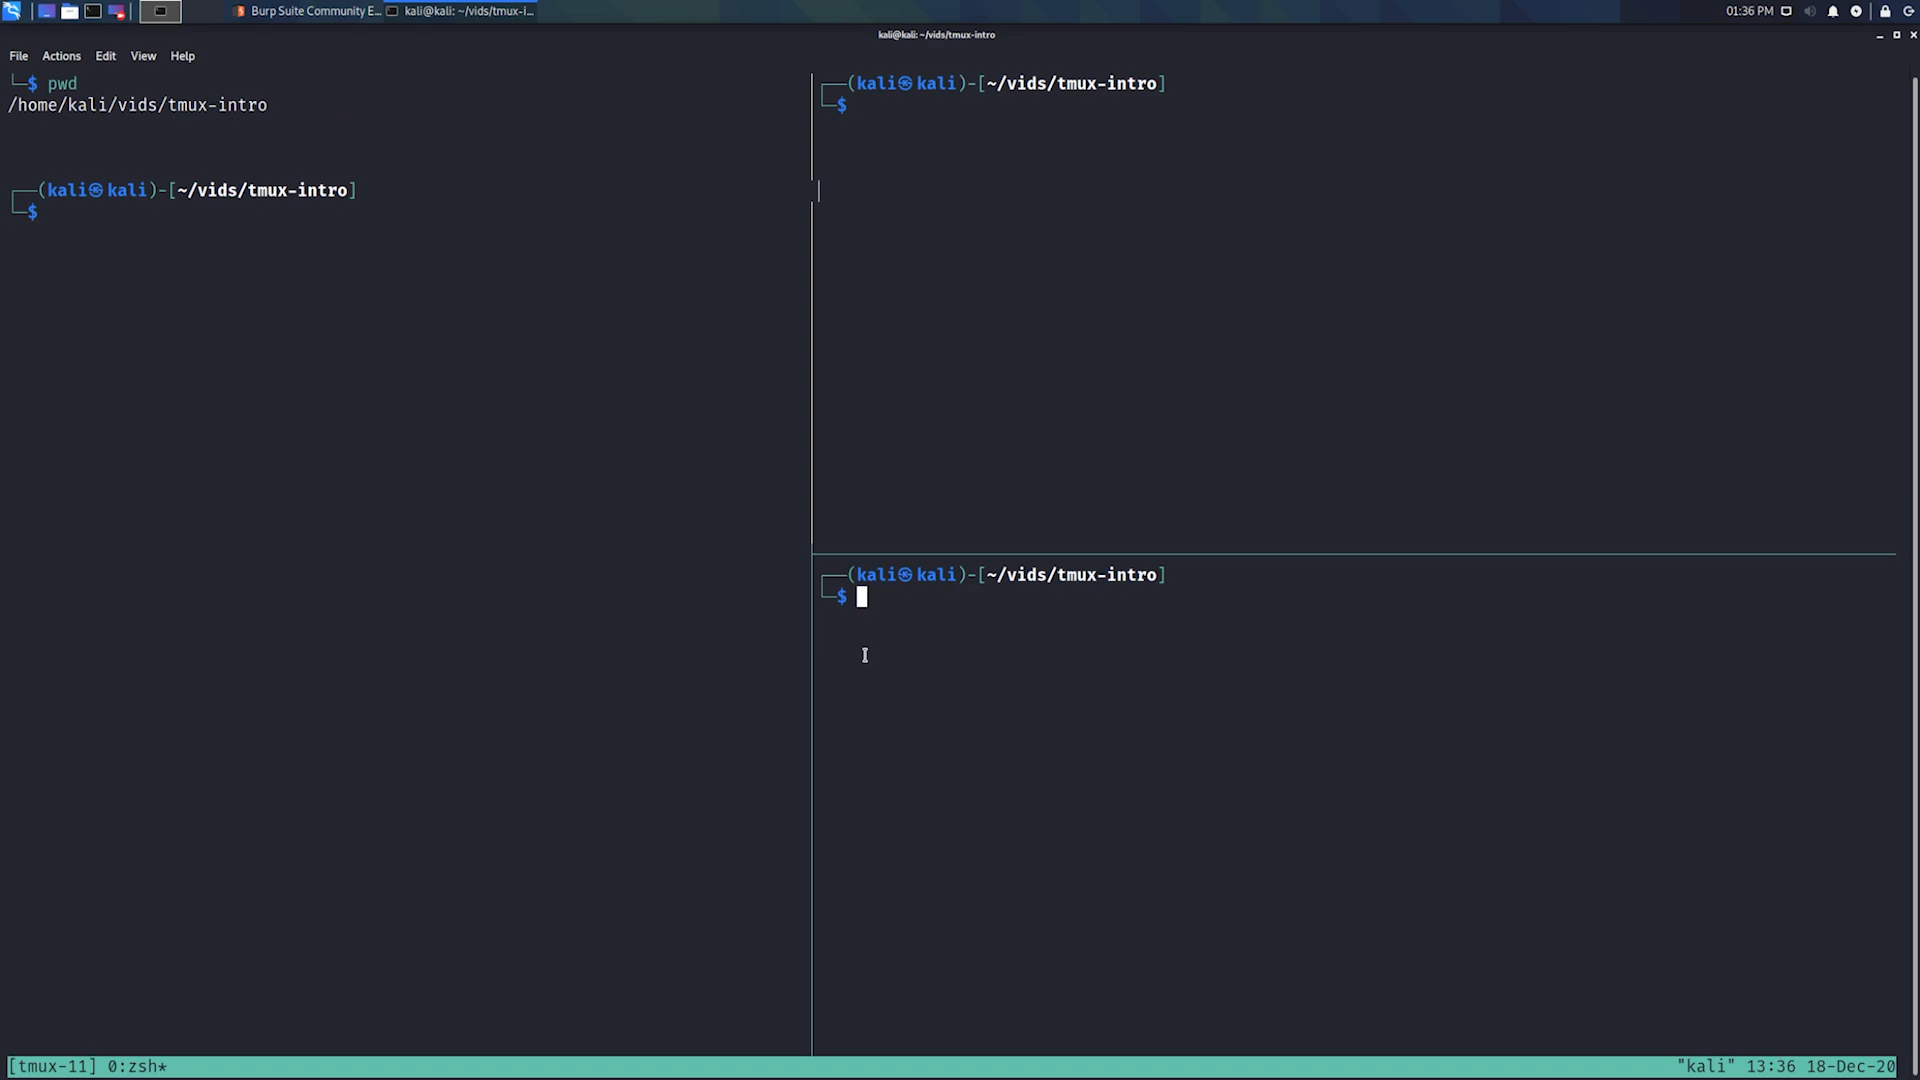 Burp Suite Community E...
kali@kali: ~/vids/tmux-i...
01:36 PM
kali@kali: ~/vids/tmux-intro
File Actions Edit View Help
└─$ pwd
/home/kali/vids/tmux-intro
┌──(kali㉿kali)-[~/vids/tmux-intro]
└─$
┌──(kali㉿kali)-[~/vids/tmux-intro]
└─$
┌──(kali㉿kali)-[~/vids/tmux-intro]
└─$
[tmux-11] 0:zsh*
"kali" 13:36 18-Dec-20